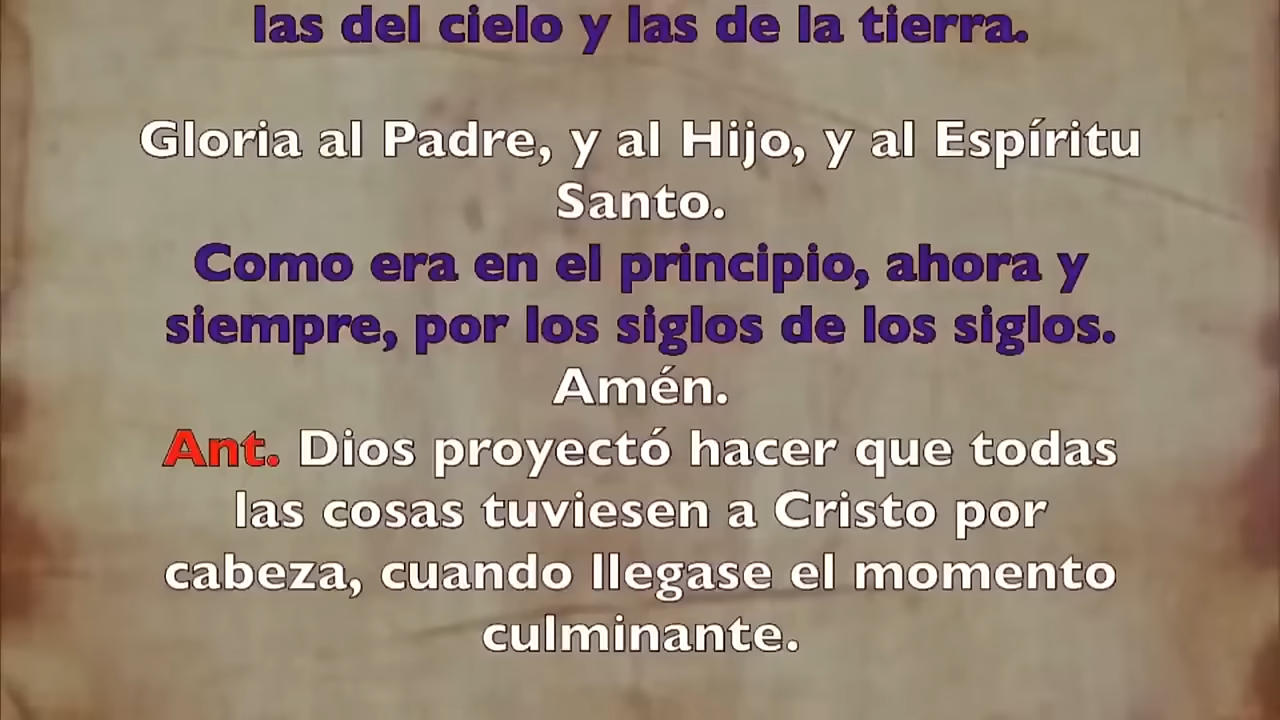 las del cielo y las de la tierra.
Gloria al Padre, y al Hijo, y al Espíritu
Santo.
Como era en el principio, ahora y
siempre, por los siglos de los siglos.
Amén.
Ant. Dios proyectó hacer que todas
las cosas tuviesen a Cristo por
cabeza, cuando llegase el momento
culminante.